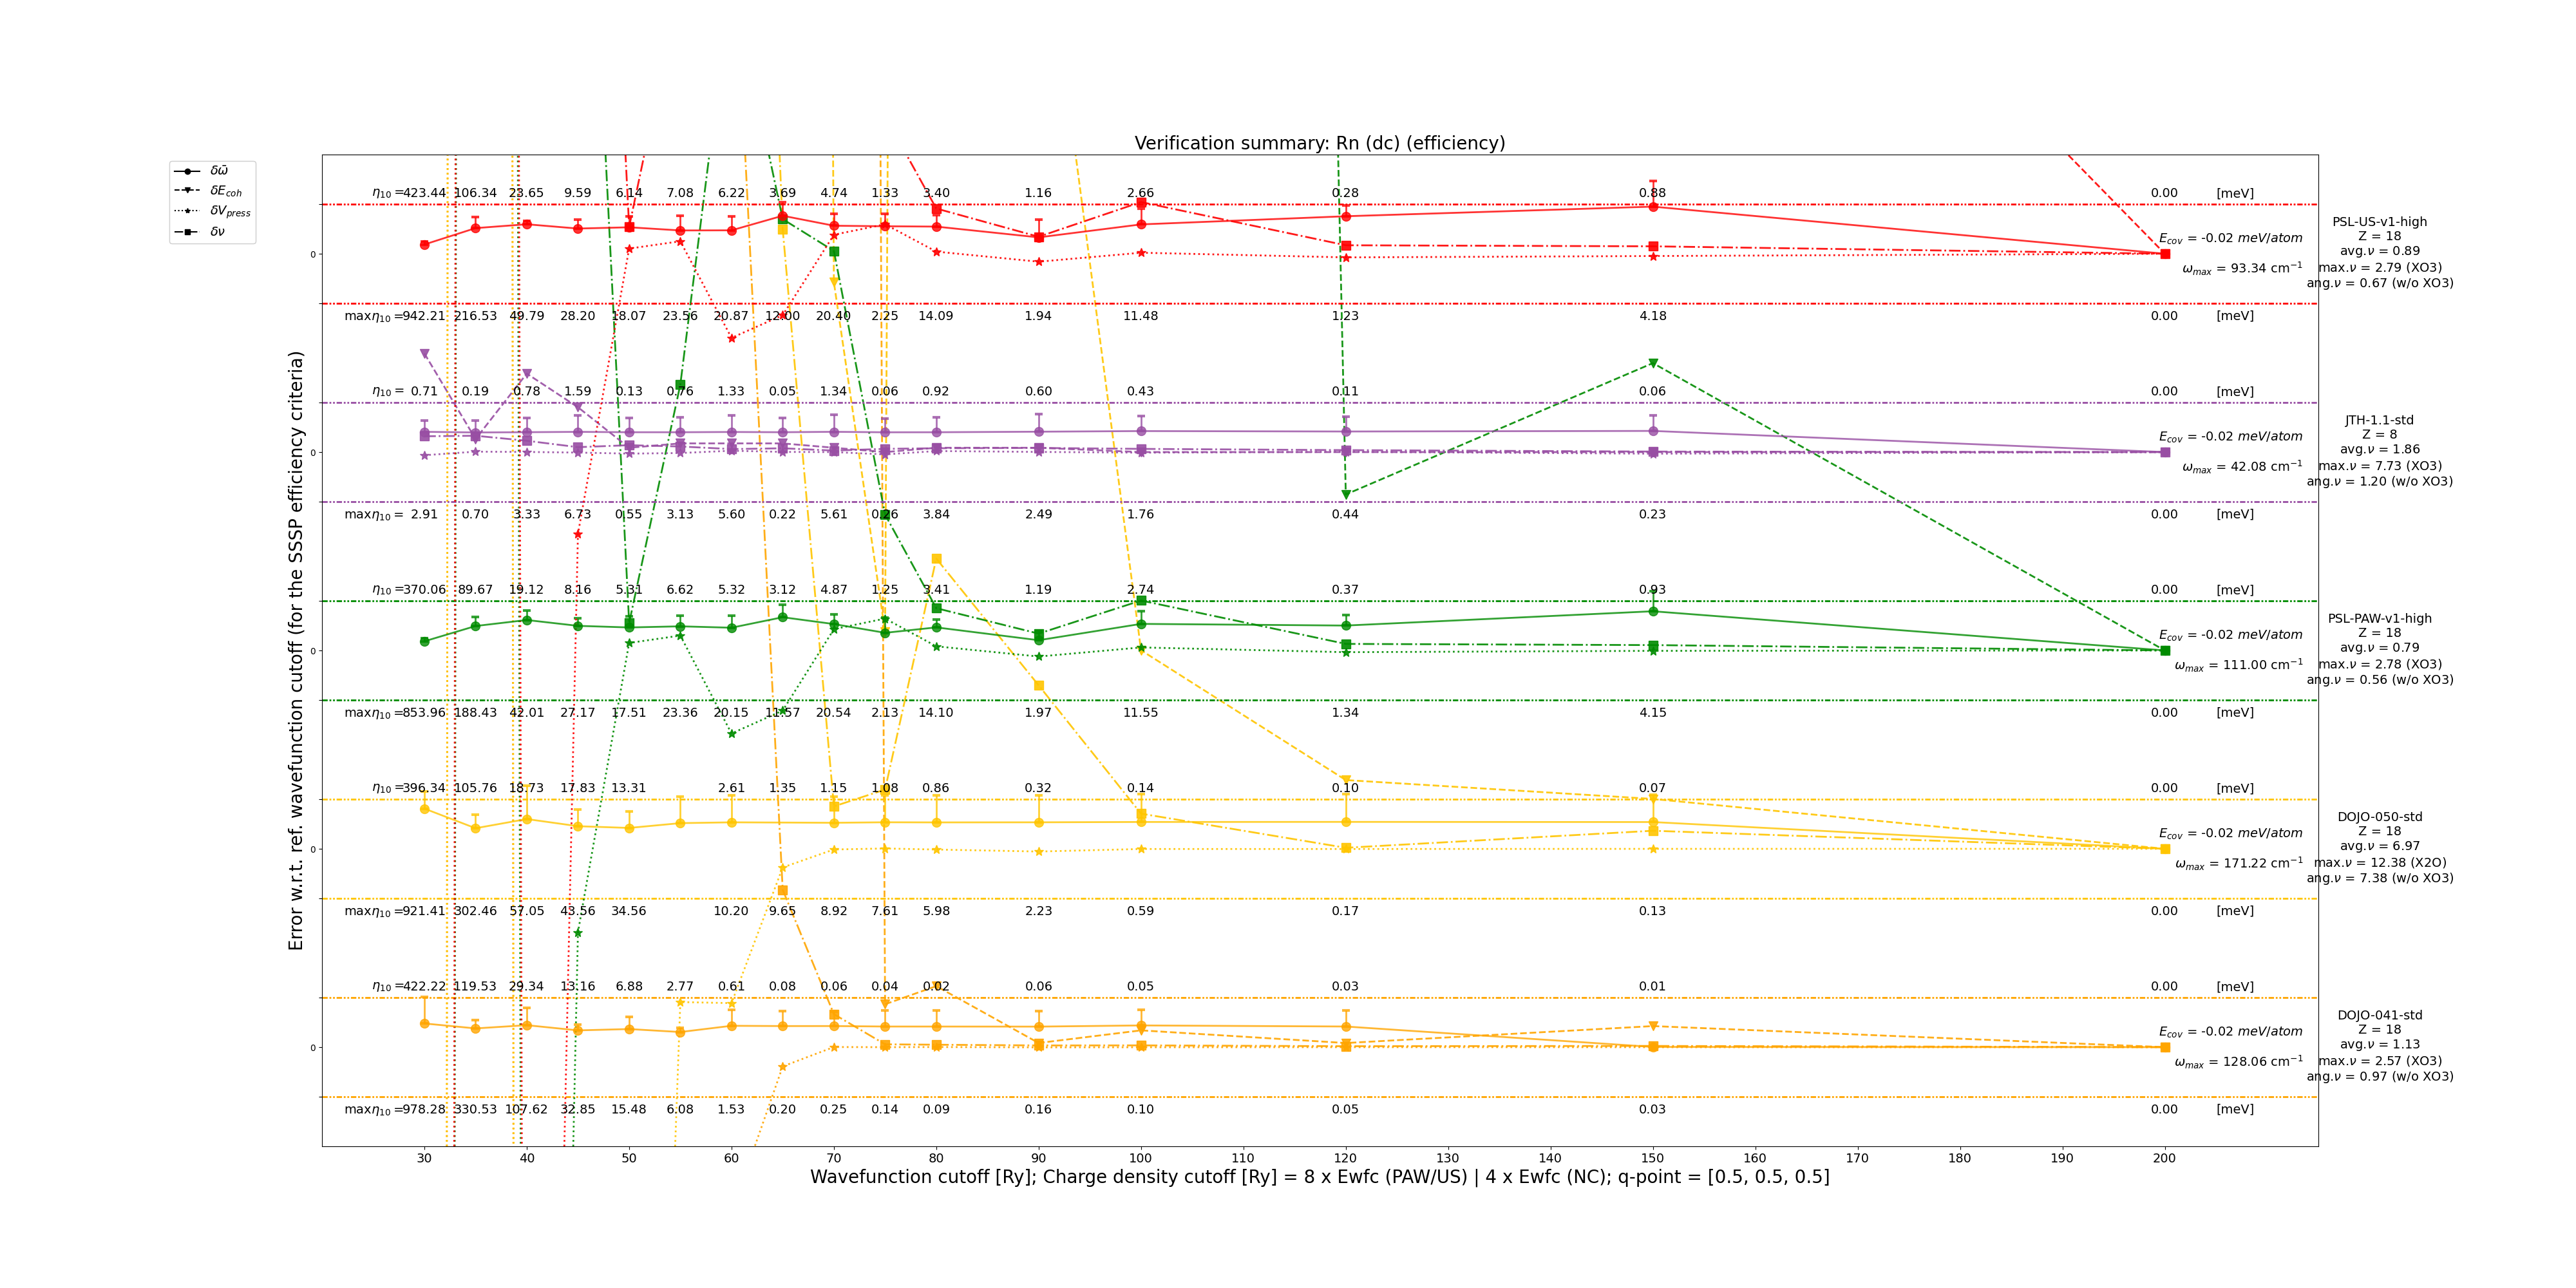 Verification summary: Rn (dc) (efficiency)
δω̄
δE_coh
δV_press
δν
Error w.r.t. ref. wavefunction cutoff (for the SSSP efficiency criteria)
η₁₀ = 423.44 106.34 23.65 9.59 6.14 7.08 6.22 3.69 4.74 1.33 3.40 1.16 2.66 0.28 0.88 0.00 [meV]
0
E_cov = -0.02 meV/atom
ω_max = 93.34 cm⁻¹
PSL-US-v1-high
Z = 18
avg.ν = 0.89
max.ν = 2.79 (XO3)
ang.ν = 0.67 (w/o XO3)
maxη₁₀ = 942.21 216.53 49.79 28.20 18.07 23.56 20.87 12.00 20.40 2.25 14.09 1.94 11.48 1.23 4.18 0.00 [meV]
η₁₀ = 0.71 0.19 0.78 1.59 0.13 0.76 1.33 0.05 1.34 0.06 0.92 0.60 0.43 0.11 0.06 0.00 [meV]
0
E_cov = -0.02 meV/atom
ω_max = 42.08 cm⁻¹
JTH-1.1-std
Z = 8
avg.ν = 1.86
max.ν = 7.73 (XO3)
ang.ν = 1.20 (w/o XO3)
maxη₁₀ = 2.91 0.70 3.33 6.73 0.55 3.13 5.60 0.22 5.61 0.26 3.84 2.49 1.76 0.44 0.23 0.00 [meV]
η₁₀ = 370.06 89.67 19.12 8.16 5.31 6.62 5.32 3.12 4.87 1.25 3.41 1.19 2.74 0.37 0.93 0.00 [meV]
0
E_cov = -0.02 meV/atom
ω_max = 111.00 cm⁻¹
PSL-PAW-v1-high
Z = 18
avg.ν = 0.79
max.ν = 2.78 (XO3)
ang.ν = 0.56 (w/o XO3)
maxη₁₀ = 853.96 188.43 42.01 27.17 17.51 23.36 20.15 11.57 20.54 2.13 14.10 1.97 11.55 1.34 4.15 0.00 [meV]
η₁₀ = 396.34 105.76 18.73 17.83 13.31 2.61 1.35 1.15 1.08 0.86 0.32 0.14 0.10 0.07 0.00 [meV]
0
E_cov = -0.02 meV/atom
ω_max = 171.22 cm⁻¹
DOJO-050-std
Z = 18
avg.ν = 6.97
max.ν = 12.38 (X2O)
ang.ν = 7.38 (w/o XO3)
maxη₁₀ = 921.41 302.46 57.05 43.56 34.56 10.20 9.65 8.92 7.61 5.98 2.23 0.59 0.17 0.13 0.00 [meV]
η₁₀ = 422.22 119.53 29.34 13.16 6.88 2.77 0.61 0.08 0.06 0.04 0.02 0.06 0.05 0.03 0.01 0.00 [meV]
0
E_cov = -0.02 meV/atom
ω_max = 128.06 cm⁻¹
DOJO-041-std
Z = 18
avg.ν = 1.13
max.ν = 2.57 (XO3)
ang.ν = 0.97 (w/o XO3)
maxη₁₀ = 978.28 330.53 107.62 32.85 15.48 6.08 1.53 0.20 0.25 0.14 0.09 0.16 0.10 0.05 0.03 0.00 [meV]
30 40 50 60 70 80 90 100 110 120 130 140 150 160 170 180 190 200
Wavefunction cutoff [Ry]; Charge density cutoff [Ry] = 8 x Ewfc (PAW/US) | 4 x Ewfc (NC); q-point = [0.5, 0.5, 0.5]